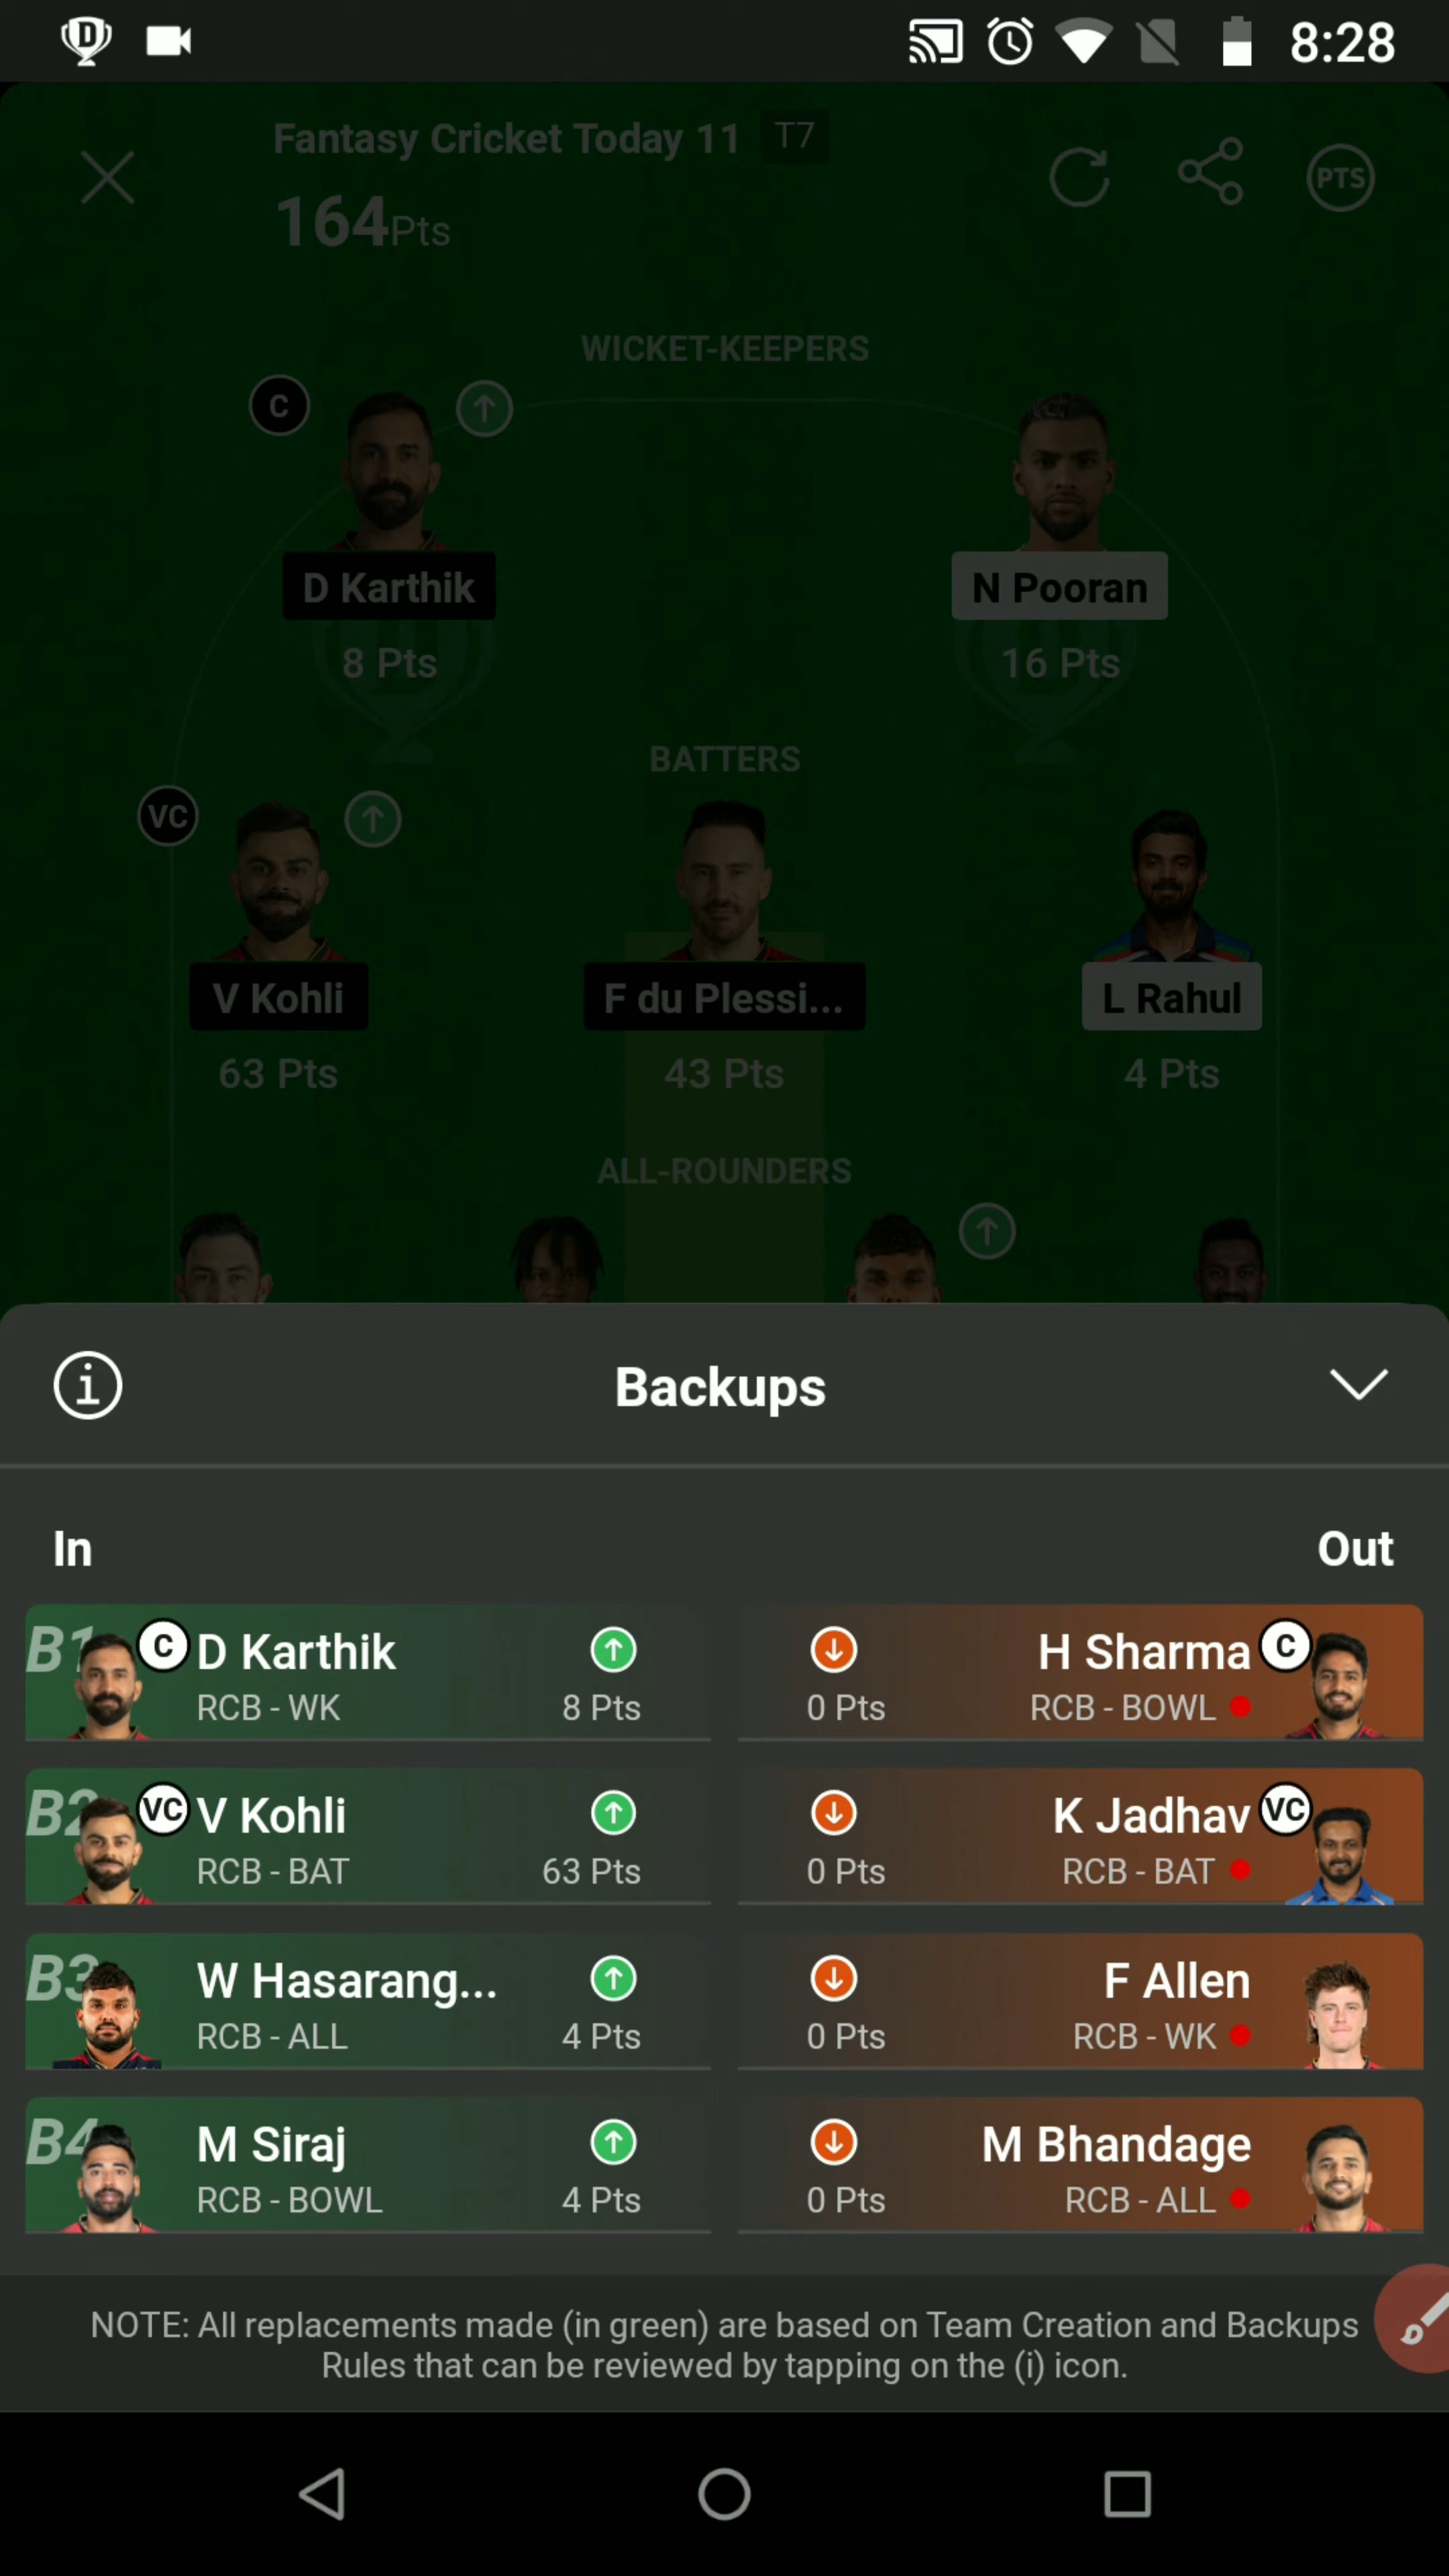 8:28
Fantasy Cricket Today 11 T7
164Pts
PTS
WICKET-KEEPERS
C
D Karthik
N Pooran
8 Pts
16 Pts
BATTERS
VC
V Kohli
F du Plessi...
L Rahul
63 Pts
43 Pts
4 Pts
ALL-ROUNDERS
Backups
In
Out
B1 C D Karthik
H Sharma C
RCB - WK 8 Pts
0 Pts RCB - BOWL
B2 VC V Kohli
K Jadhav VC
RCB - BAT 63 Pts
0 Pts RCB - BAT
B3 W Hasarang...
F Allen
RCB - ALL 4 Pts
0 Pts RCB - WK
B4 M Siraj
M Bhandage
RCB - BOWL 4 Pts
0 Pts RCB - ALL
NOTE: All replacements made (in green) are based on Team Creation and Backups
Rules that can be reviewed by tapping on the (i) icon.